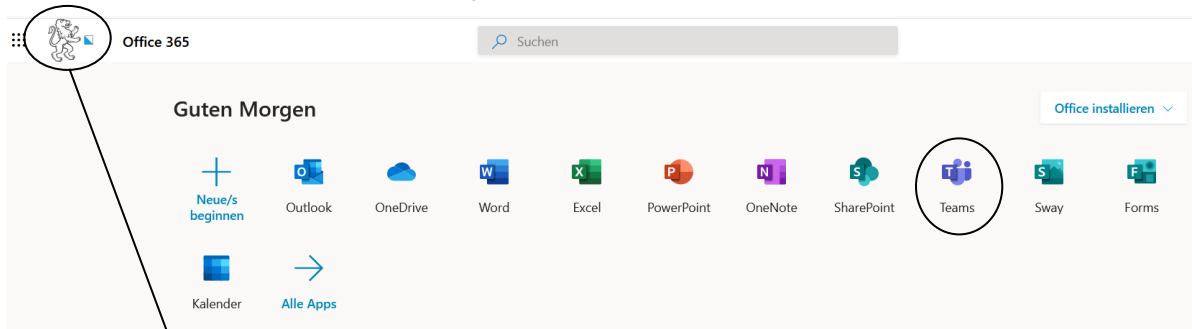 Office 365
Suchen
Guten Morgen
Office installieren
Neue/s
beginnen
Outlook
OneDrive
Word
Excel
PowerPoint
OneNote
SharePoint
Teams
Sway
Forms
Kalender
Alle Apps